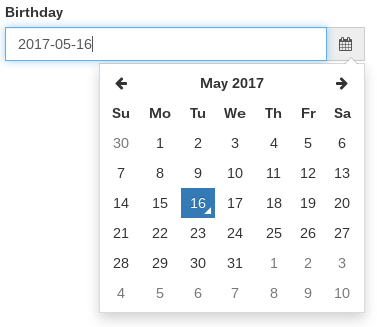 Birthday
2017-05-16
May 2017
Su Mo Tu We Th Fr Sa
30 1 2 3 4 5 6
7 8 9 10 11 12 13
14 15 16 17 18 19 20
21 22 23 24 25 26 27
28 29 30 31 1 2 3
4 5 6 7 8 9 10